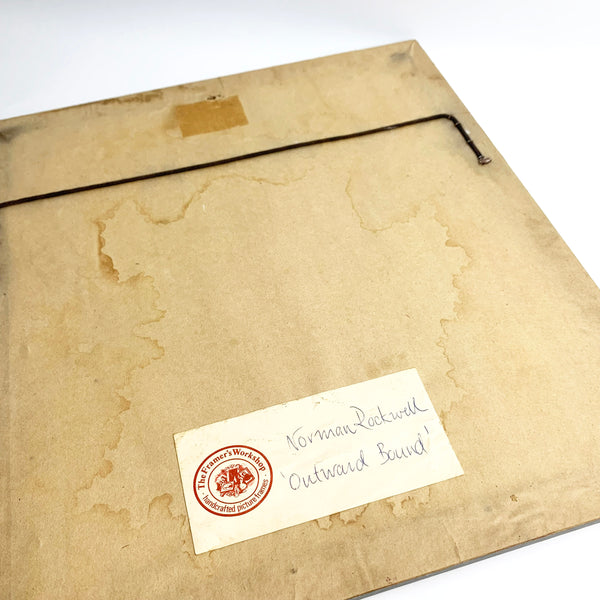 The Framer's Workshop
handcrafted picture frames
Norman Rockwell
'Outward Bound'